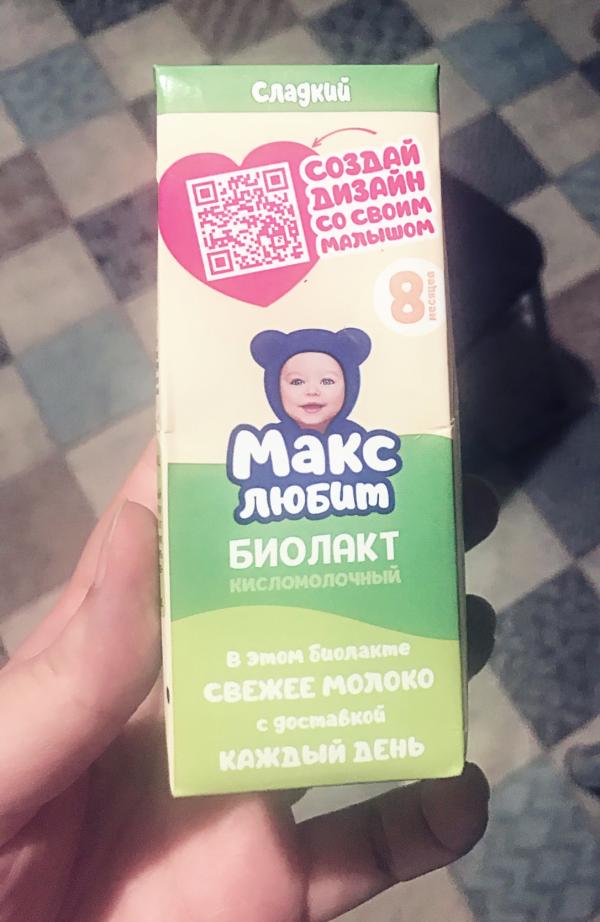 Сладкий
СОЗДАЙ
ДИЗАЙН
СО СВОИМ
МАЛЫШОМ
8
месяцев
Макс
любит
БИОЛАКТ
КИСЛОМОЛОЧНЫЙ
В этом биолакте
СВЕЖЕЕ МОЛОКО
с доставкой
КАЖДЫЙ ДЕНЬ